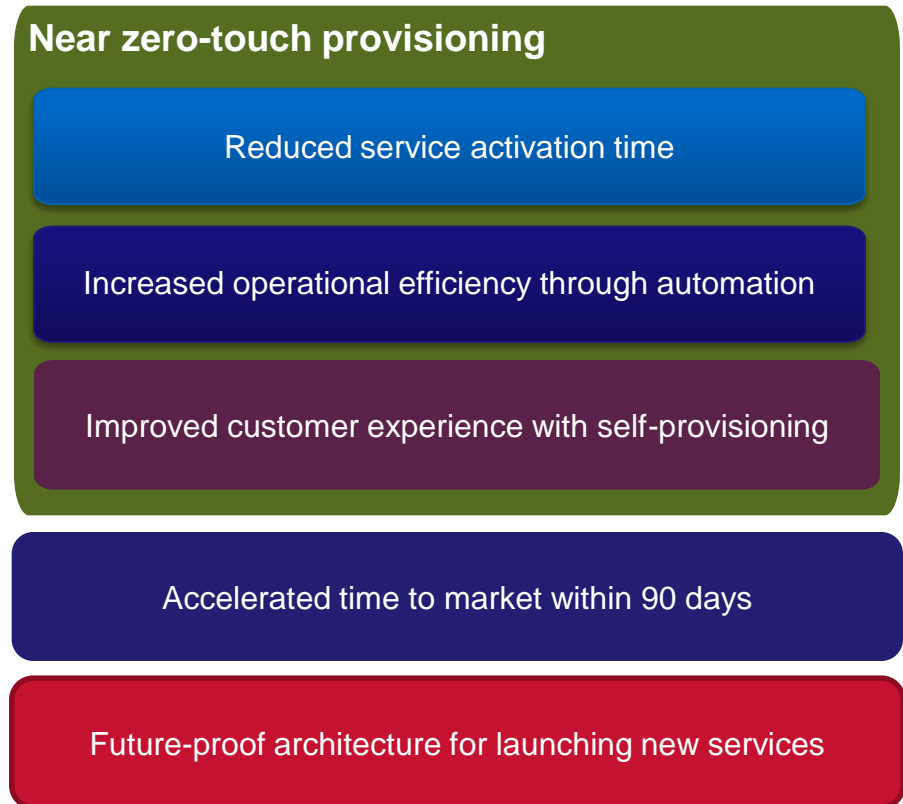 Near zero-touch provisioning
Reduced service activation time
Increased operational efficiency through automation
Improved customer experience with self-provisioning
Accelerated time to market within 90 days
Future-proof architecture for launching new services